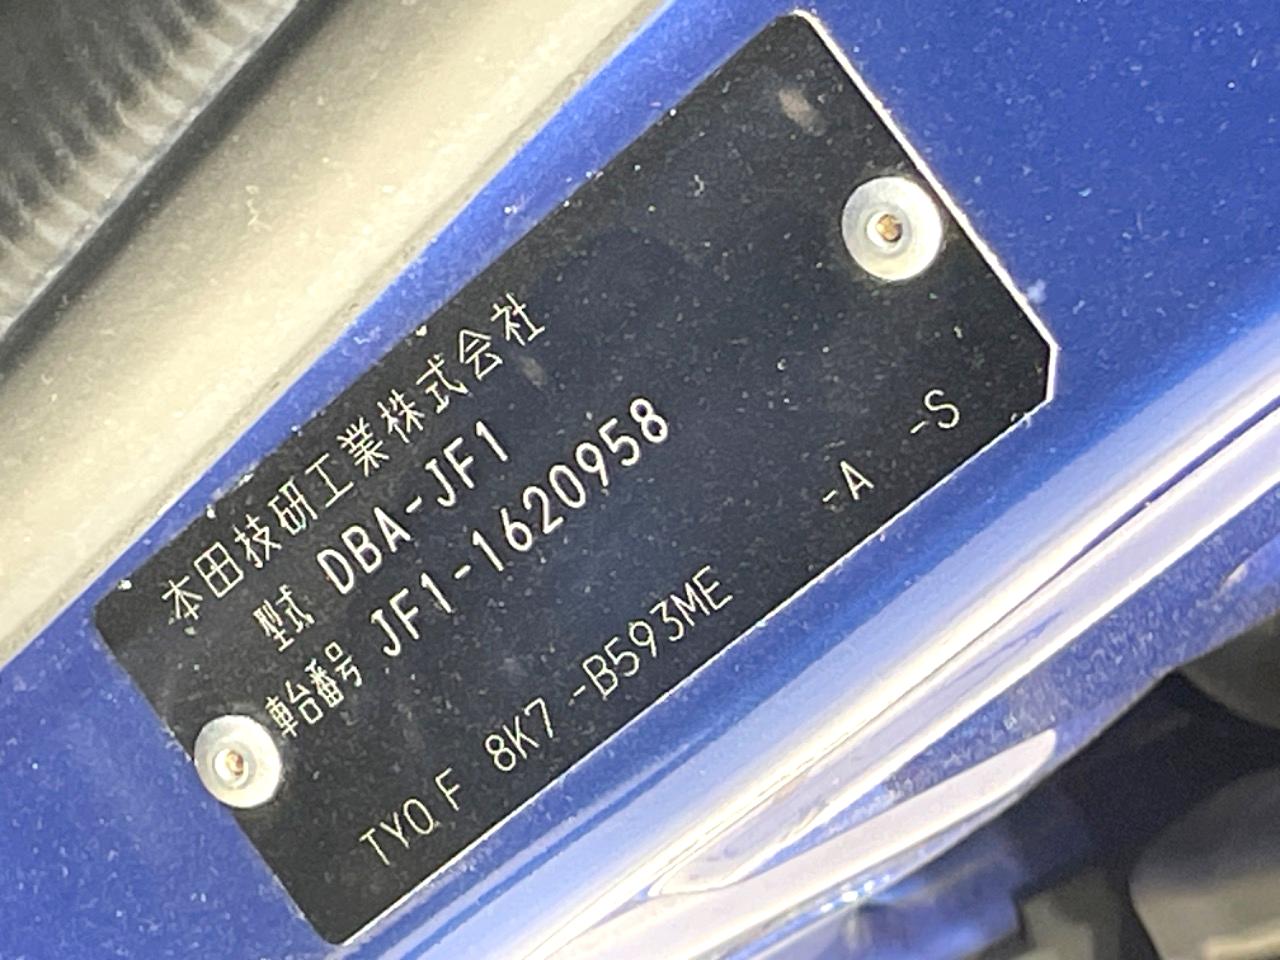 本田技研工業株式会社
型式 DBA-JF1
車台番号 JF1-1620958
TY0 F 8K7 -B593ME -A -S